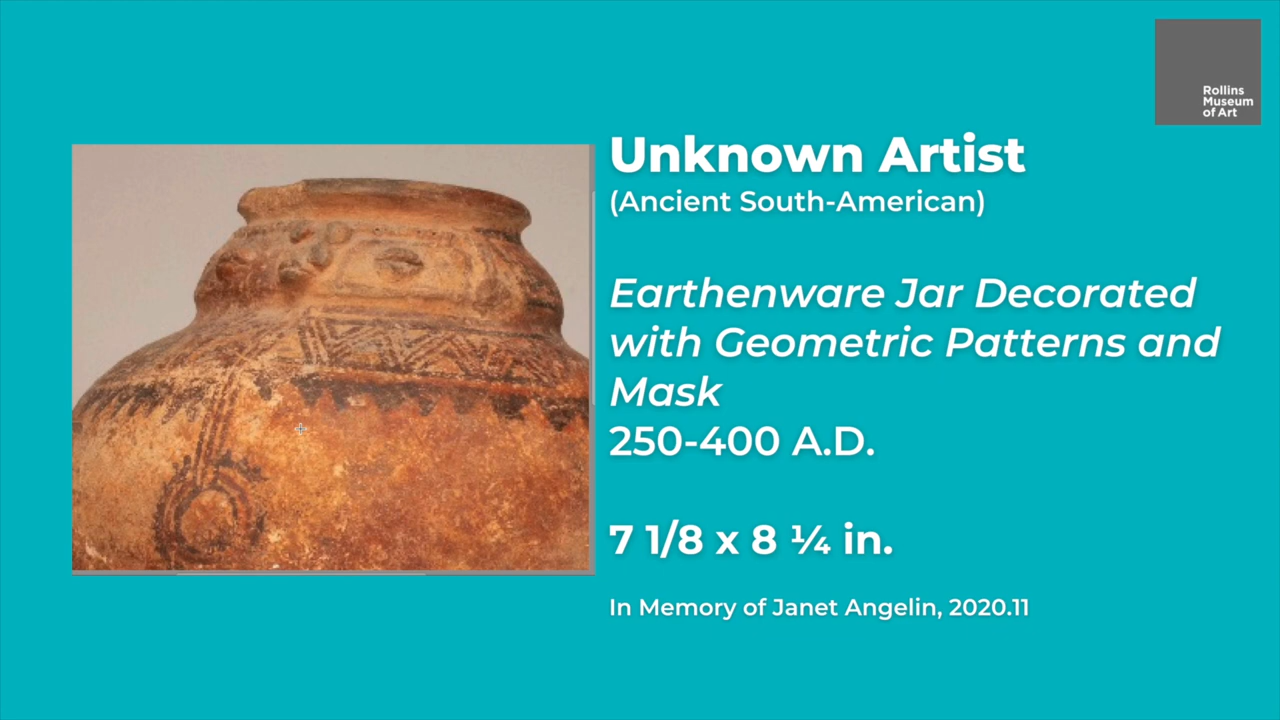 Rollins
Museum
of Art
Unknown Artist
(Ancient South-American)
Earthenware Jar Decorated
with Geometric Patterns and
Mask
250-400 A.D.
7 1/8 x 8 ¼ in.
In Memory of Janet Angelin, 2020.11